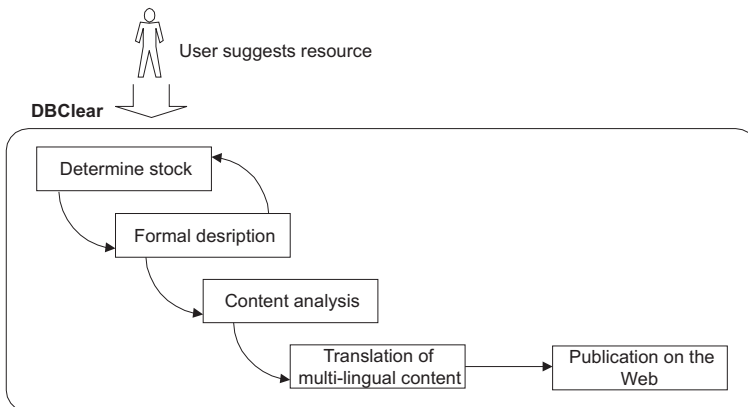 User suggests resource
DBClear
Determine stock
Formal desription
Content analysis
Translation of
multi-lingual content
Publication on the
Web